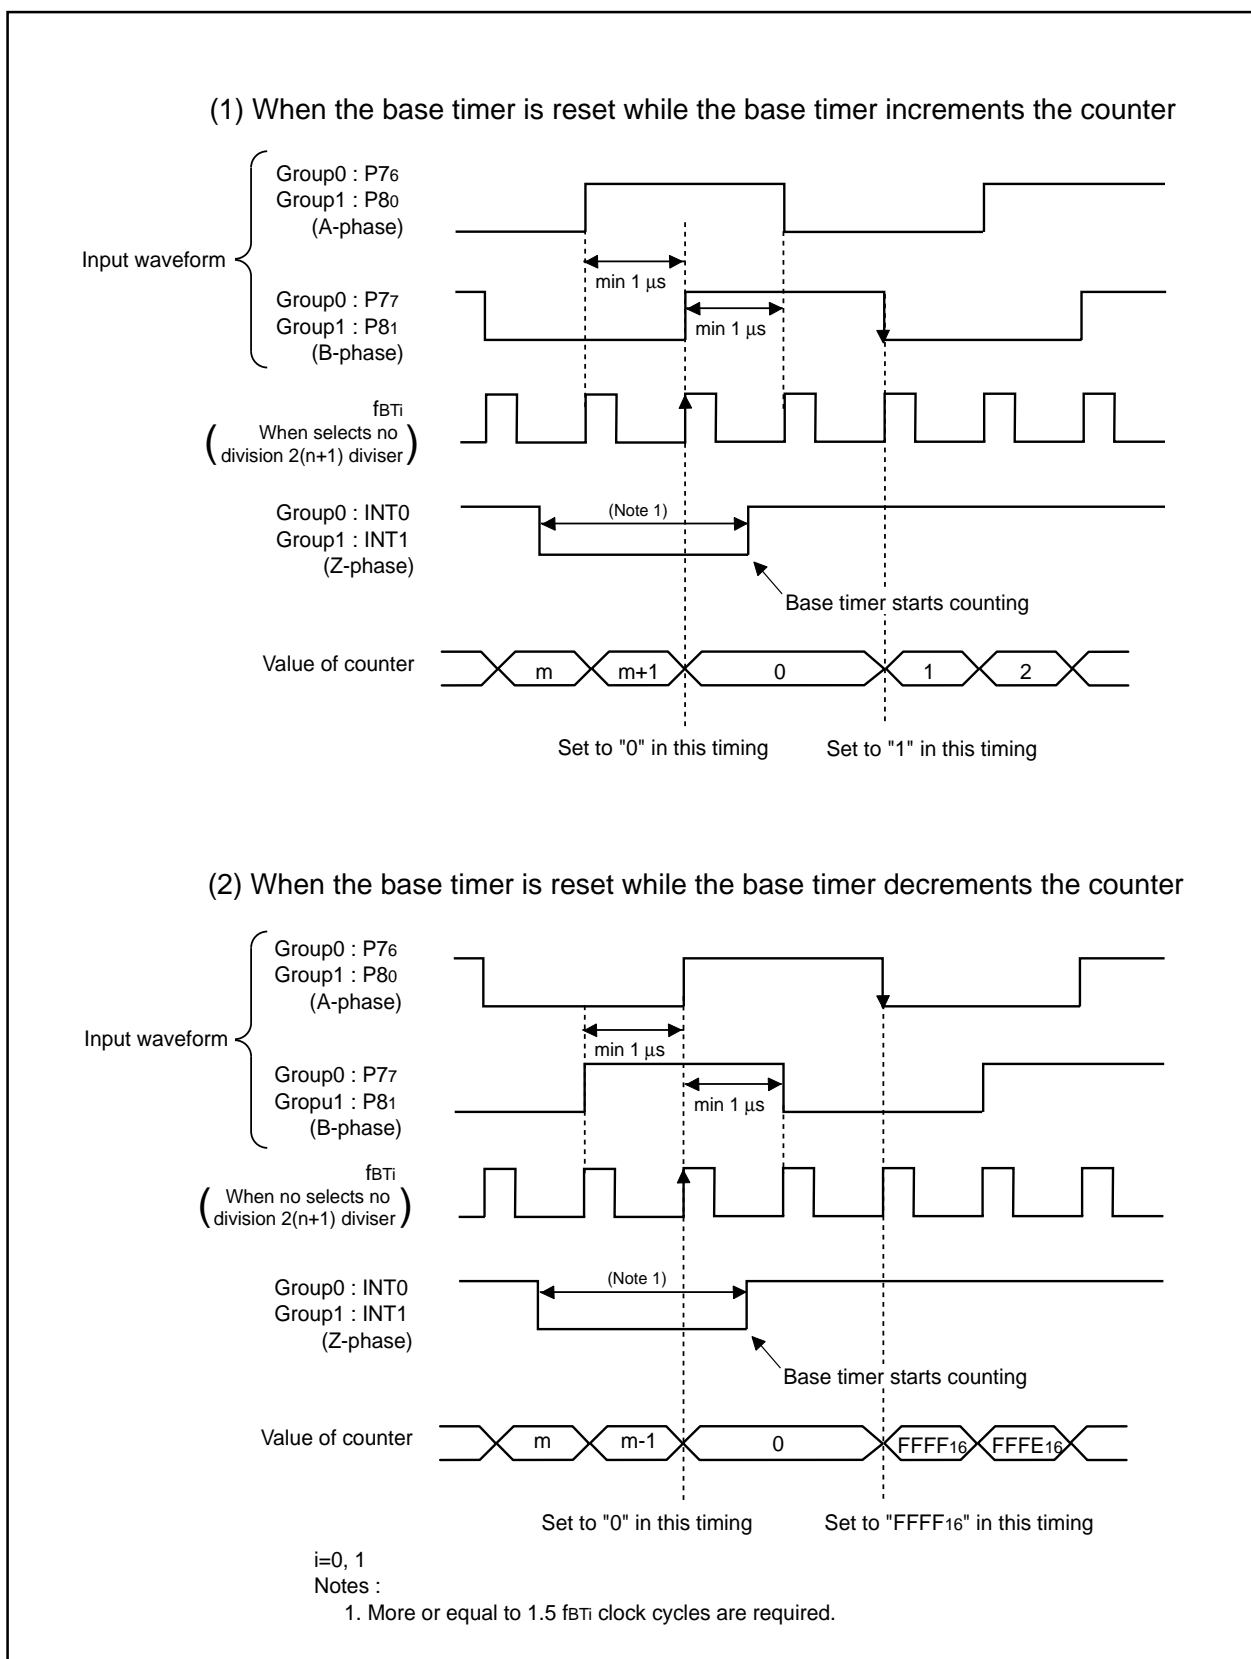 (1) When the base timer is reset while the base timer increments the counter
Input waveform
Group0 : P76
Group1 : P80
(A-phase)
min 1 μs
Group0 : P77
Group1 : P81
(B-phase)
min 1 μs
fBTi
(When selects no
division 2(n+1) diviser)
Group0 : INT0
Group1 : INT1
(Z-phase)
(Note 1)
Base timer starts counting
Value of counter
m
m+1
0
1
2
Set to "0" in this timing
Set to "1" in this timing
(2) When the base timer is reset while the base timer decrements the counter
Input waveform
Group0 : P76
Group1 : P80
(A-phase)
min 1 μs
Group0 : P77
Gropu1 : P81
(B-phase)
min 1 μs
fBTi
(When no selects no
division 2(n+1) diviser)
Group0 : INT0
Group1 : INT1
(Z-phase)
(Note 1)
Base timer starts counting
Value of counter
m
m-1
0
FFFF16
FFFE16
Set to "0" in this timing
Set to "FFFF16" in this timing
i=0, 1
Notes :
1. More or equal to 1.5 fBTi clock cycles are required.